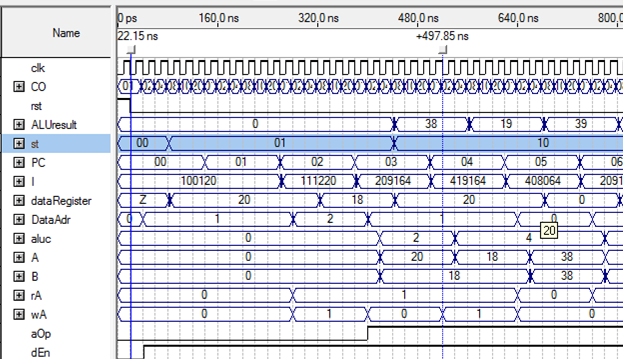 Name
0 ps 160.0 ns 320.0 ns 480.0 ns 640.0 ns 800.0
22.15 ns +497.85 ns
clk
CO
rst
ALUresult 0 38 19 39
st 00 01 10
PC 00 01 02 03 04 05 06
I 100120 111220 209164 419164 408064 2091
dataRegister Z 20 18 20 0
DataAdr 0 1 2 1 0
20
aluc 0 2 4
A 0 20 18 38
B 0 18 38
rA 0 1 0
wA 0 1 0 1 0
aOp
dEn